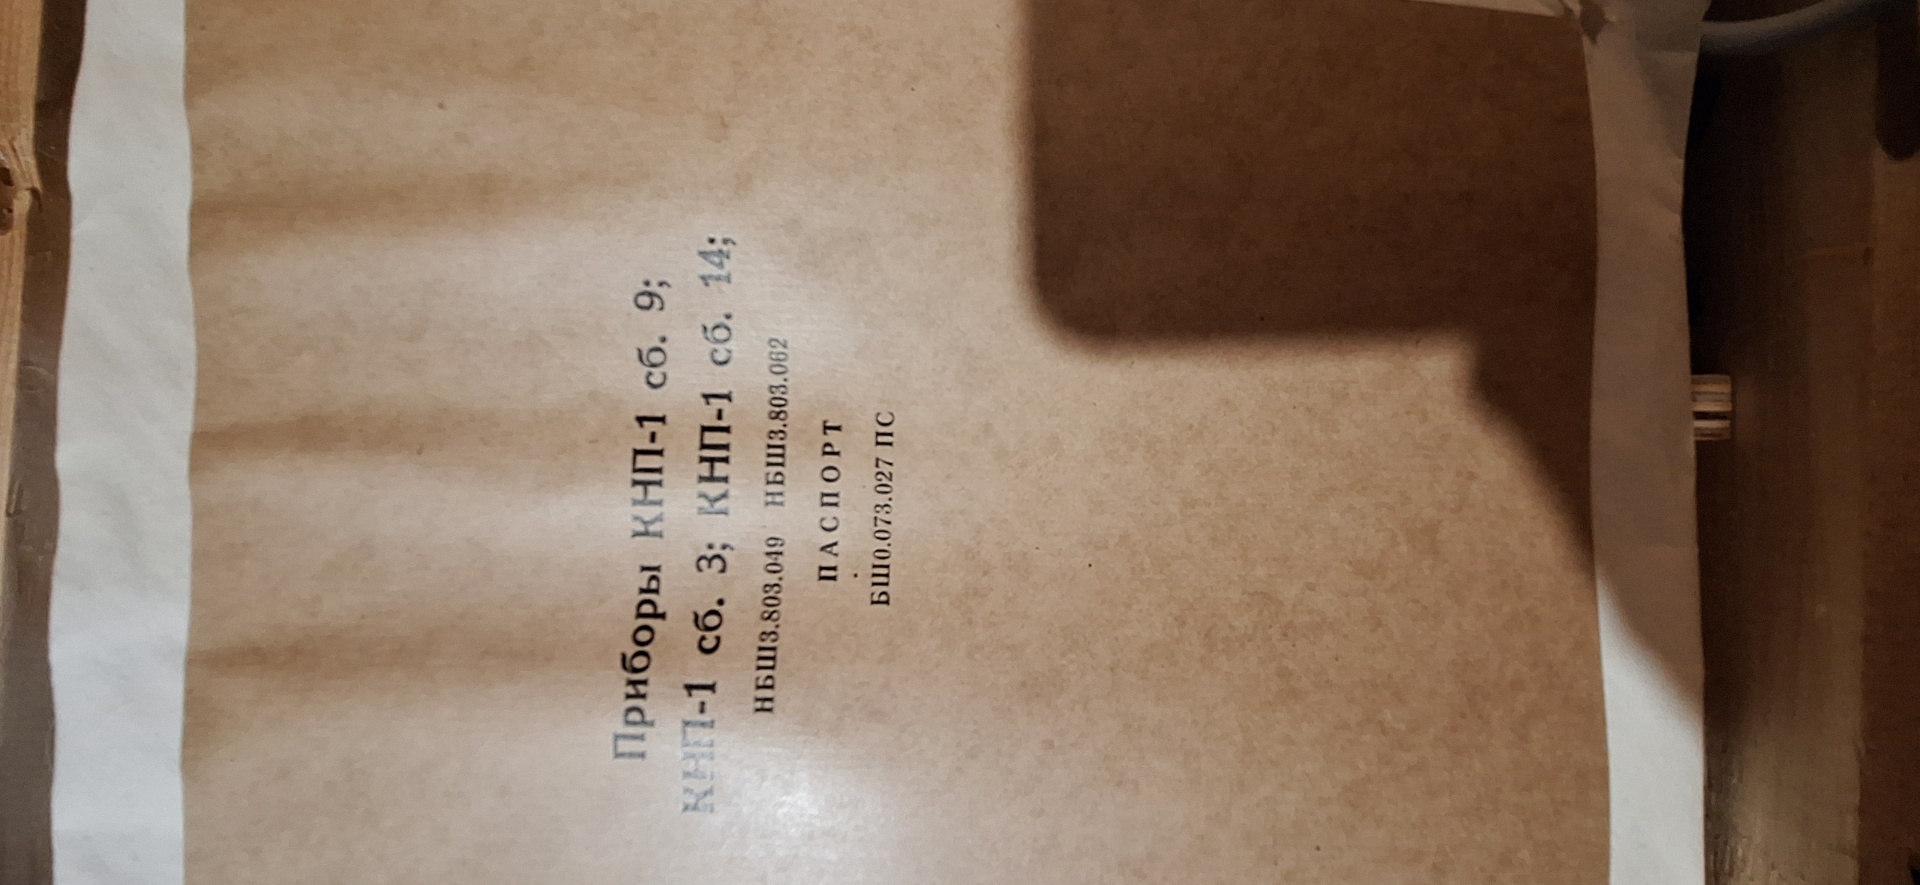 Приборы КНП-1 сб. 9;
КНП-1 сб. 3; КНП-1 сб. 14;
НБШ3.803.049 НБШ3.803.062
ПАСПОРТ
БШ0.073.027 ПС